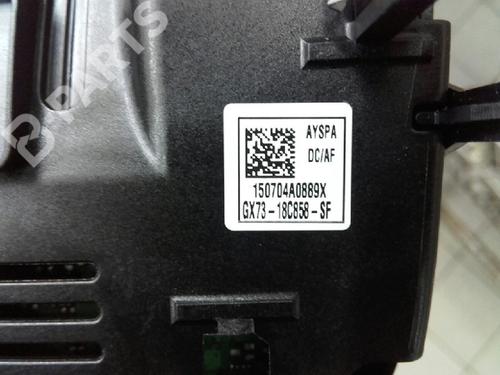 B-PARTS
AYSPA
DC/AF
150704A0889X
GX73-18C858-SF